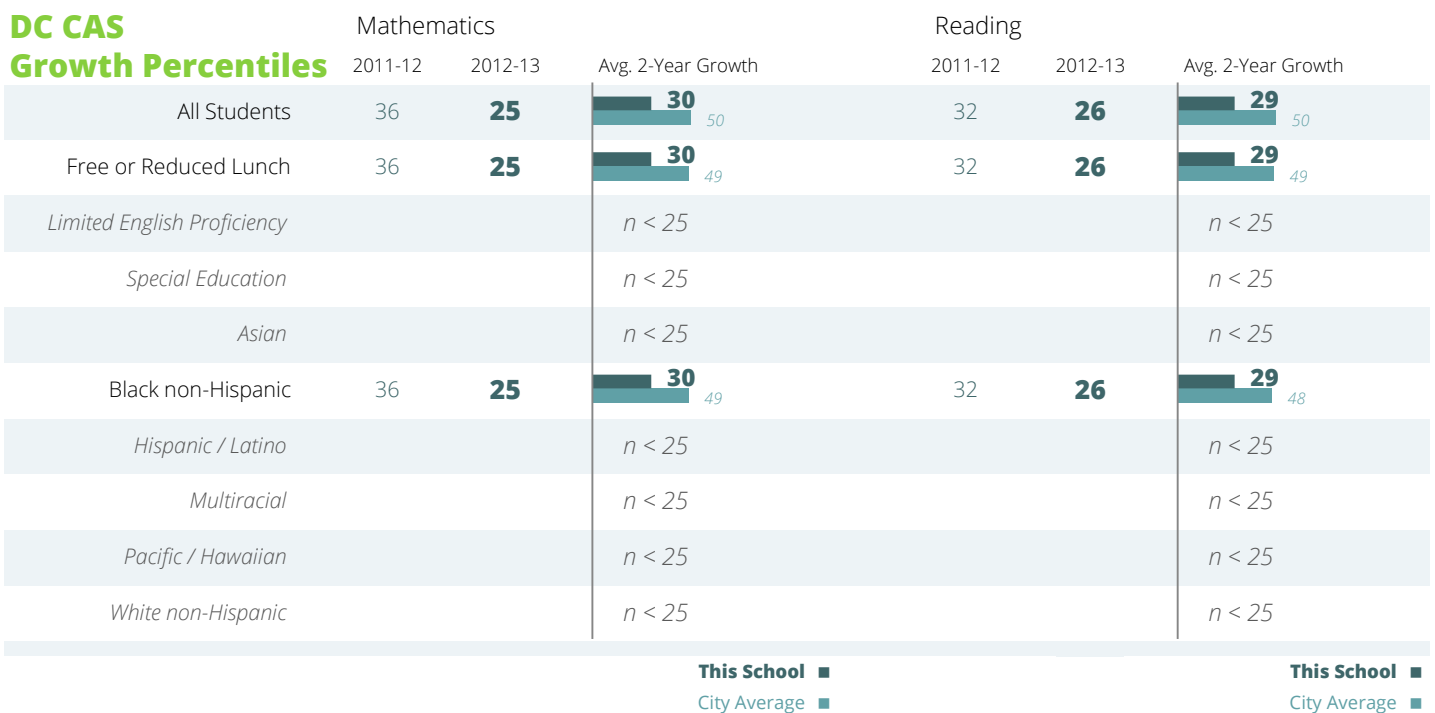 DC CAS Mathematics Reading
Growth Percentiles 2011-12 2012-13 Avg. 2-Year Growth 2011-12 2012-13 Avg. 2-Year Growth
All Students 36 25 30 50 32 26 29 50
Free or Reduced Lunch 36 25 30 49 32 26 29 49
Limited English Proficiency n < 25 n < 25
Special Education n < 25 n < 25
Asian n < 25 n < 25
Black non-Hispanic 36 25 30 49 32 26 29 48
Hispanic / Latino n < 25 n < 25
Multiracial n < 25 n < 25
Pacific / Hawaiian n < 25 n < 25
White non-Hispanic n < 25 n < 25
This School This School
City Average City Average